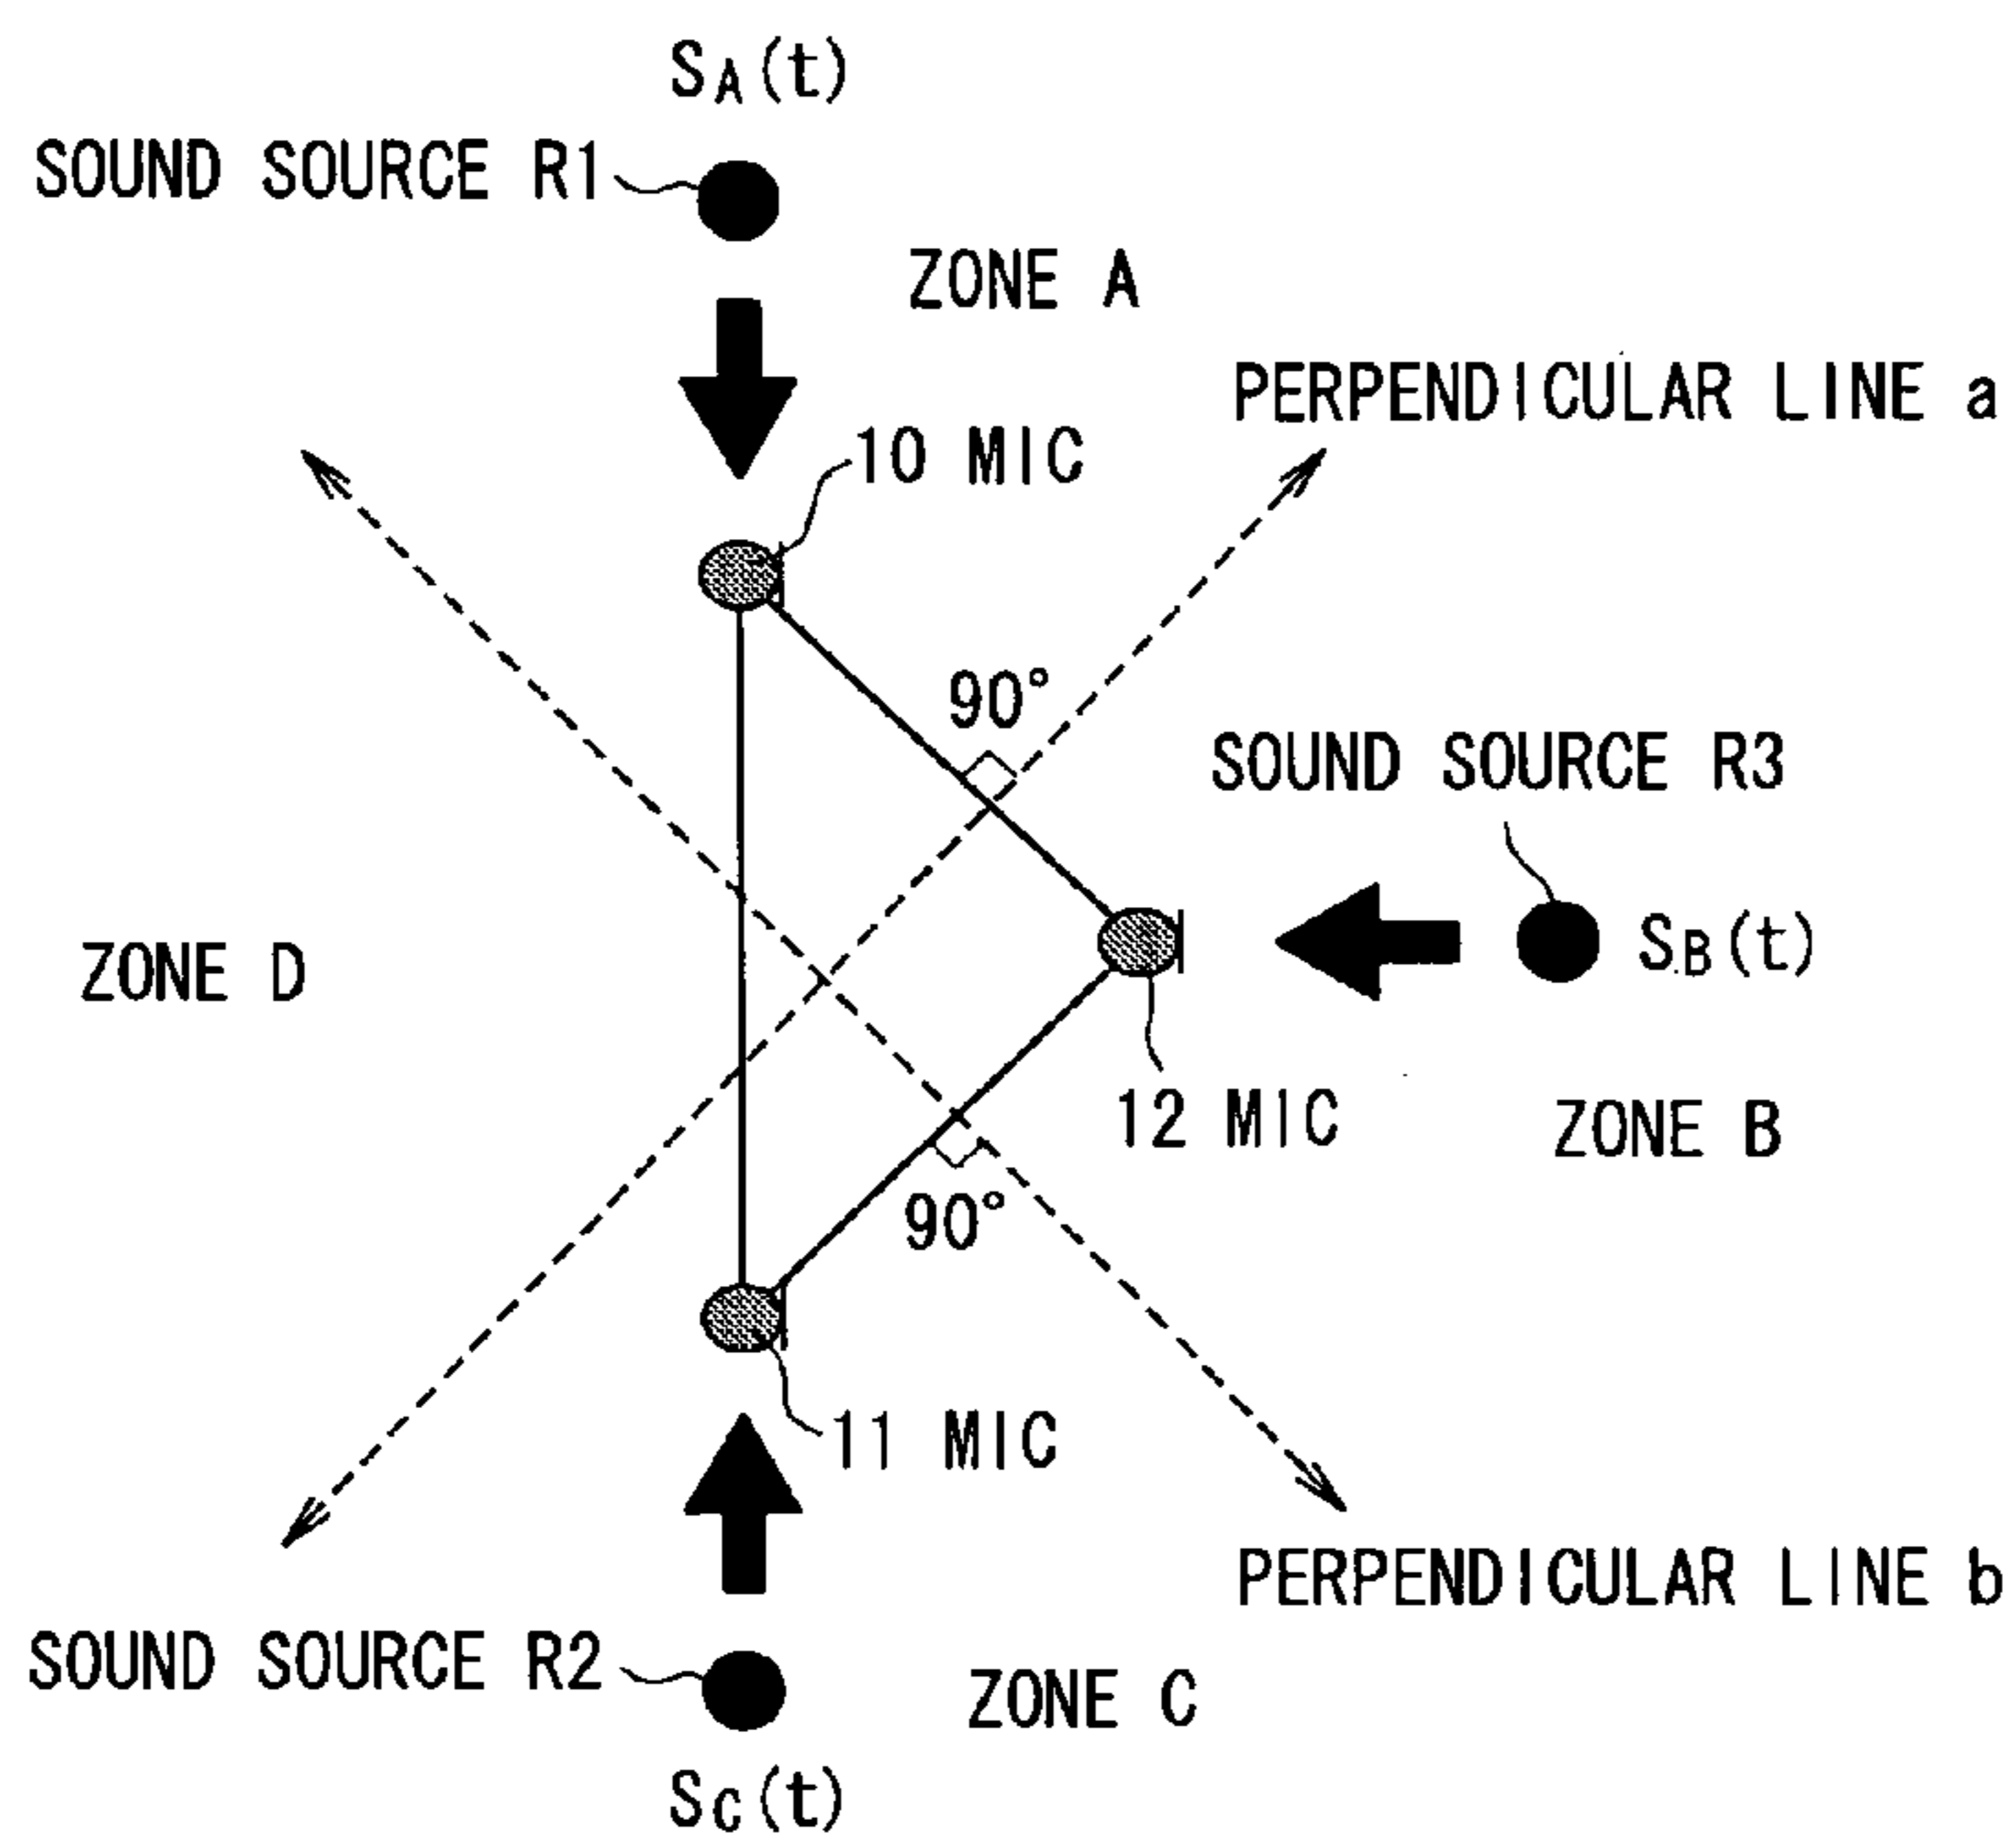 SA(t)
SOUND SOURCE R1
ZONE A
PERPENDICULAR LINE a
10 MIC
90°
SOUND SOURCE R3
ZONE D
SB(t)
12 MIC
ZONE B
90°
11 MIC
PERPENDICULAR LINE b
SOUND SOURCE R2
ZONE C
SC(t)